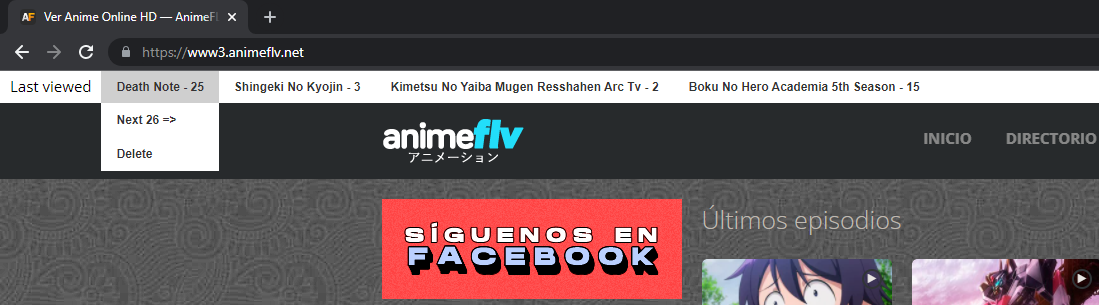 AF Ver Anime Online HD — AnimeFl
https://www3.animeflv.net
Last viewed Death Note - 25 Shingeki No Kyojin - 3 Kimetsu No Yaiba Mugen Resshahen Arc Tv - 2 Boku No Hero Academia 5th Season - 15
Next 26 =>
Delete
animeflv
アニメーション
INICIO DIRECTORIO
SÍGUENOS EN
FACEBOOK
Últimos episodios